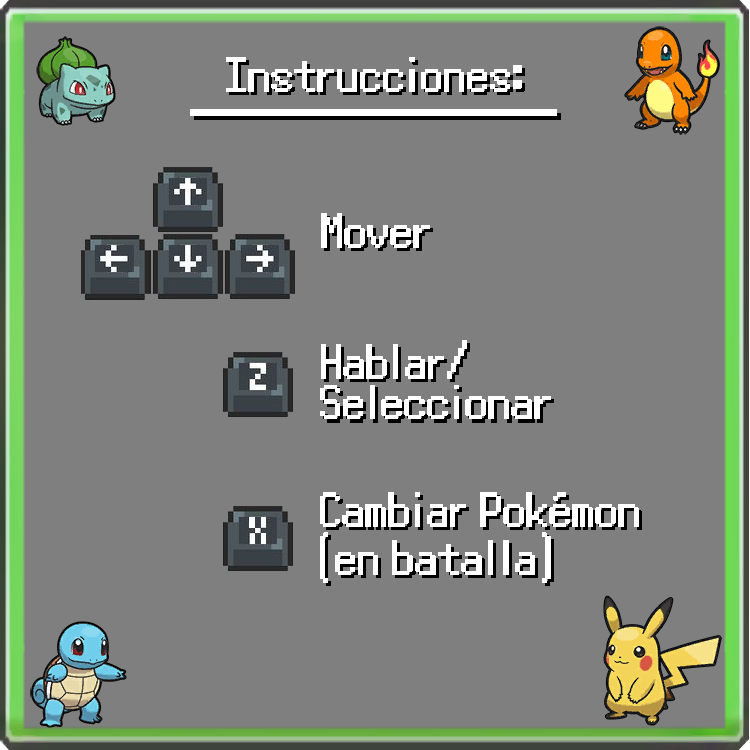 Instrucciones:
↑
← ↓ →
Mover
Z
Hablar/
Seleccionar
X
Cambiar Pokémon
(en batalla)